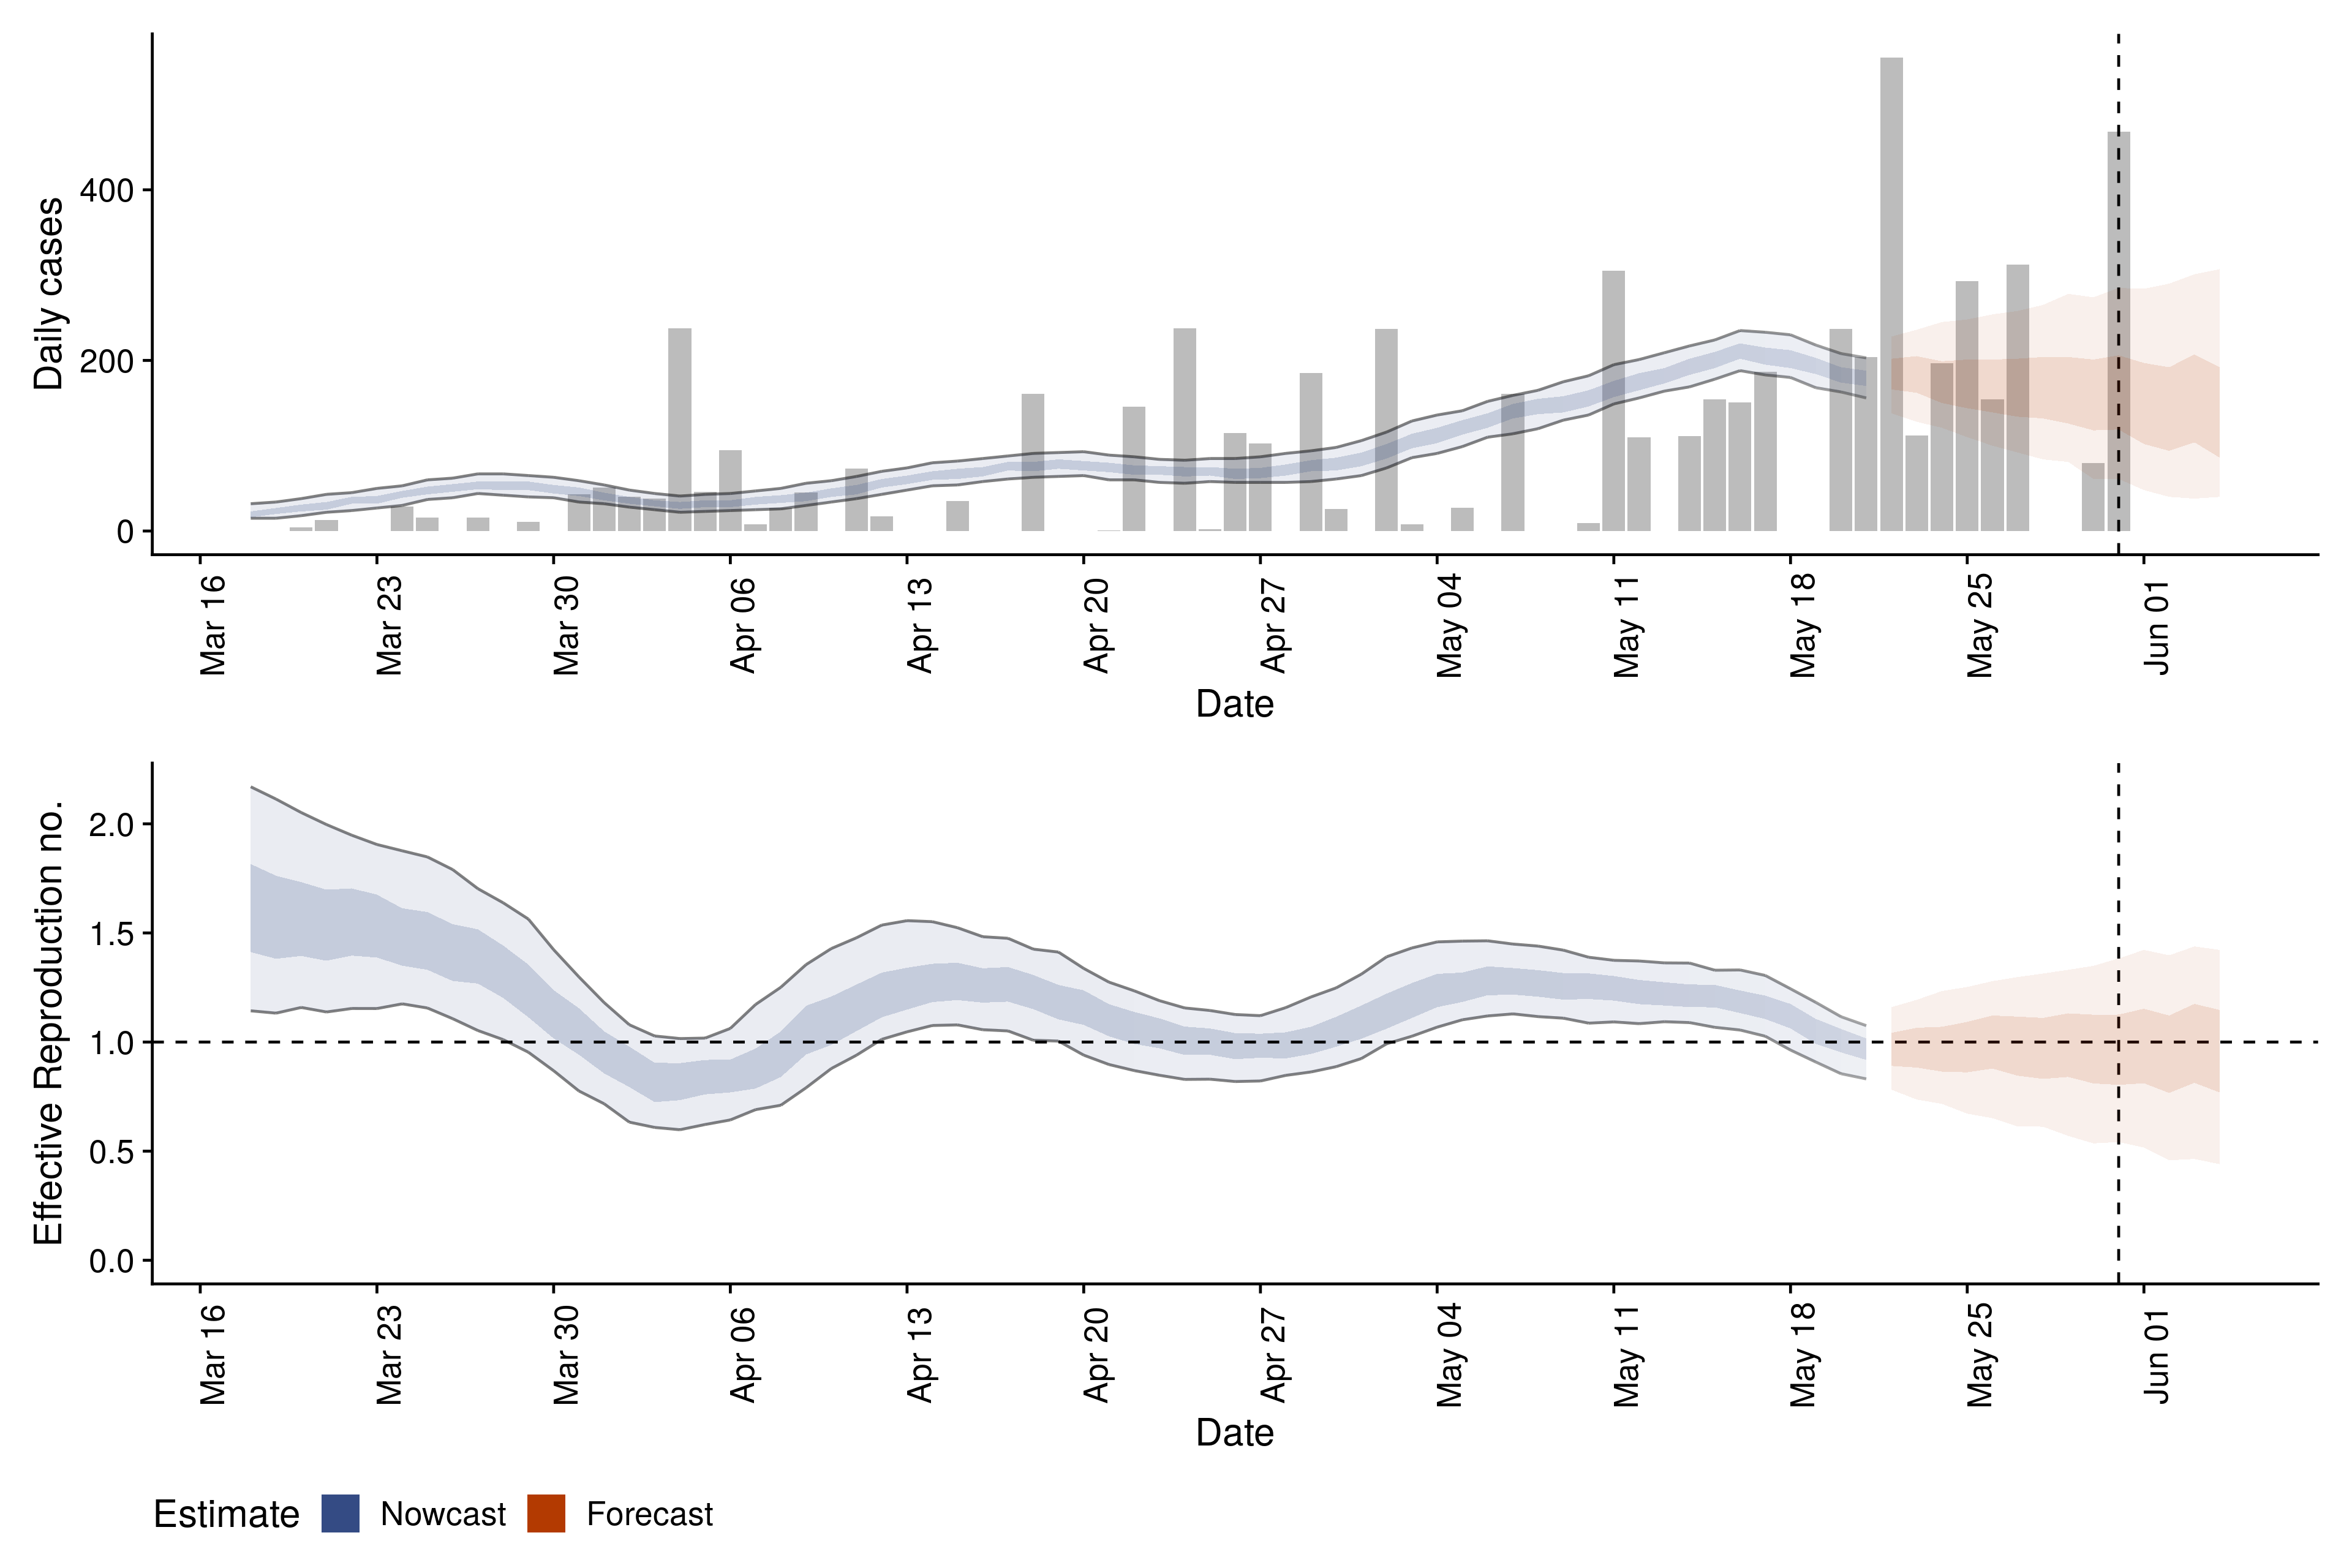 Daily cases
400
200
0
Mar 16
Mar 23
Mar 30
Apr 06
Apr 13
Apr 20
Apr 27
May 04
May 11
May 18
May 25
Jun 01
Date
Effective Reproduction no.
2.0
1.5
1.0
0.5
0.0
Mar 16
Mar 23
Mar 30
Apr 06
Apr 13
Apr 20
Apr 27
May 04
May 11
May 18
May 25
Jun 01
Date
Estimate Nowcast Forecast